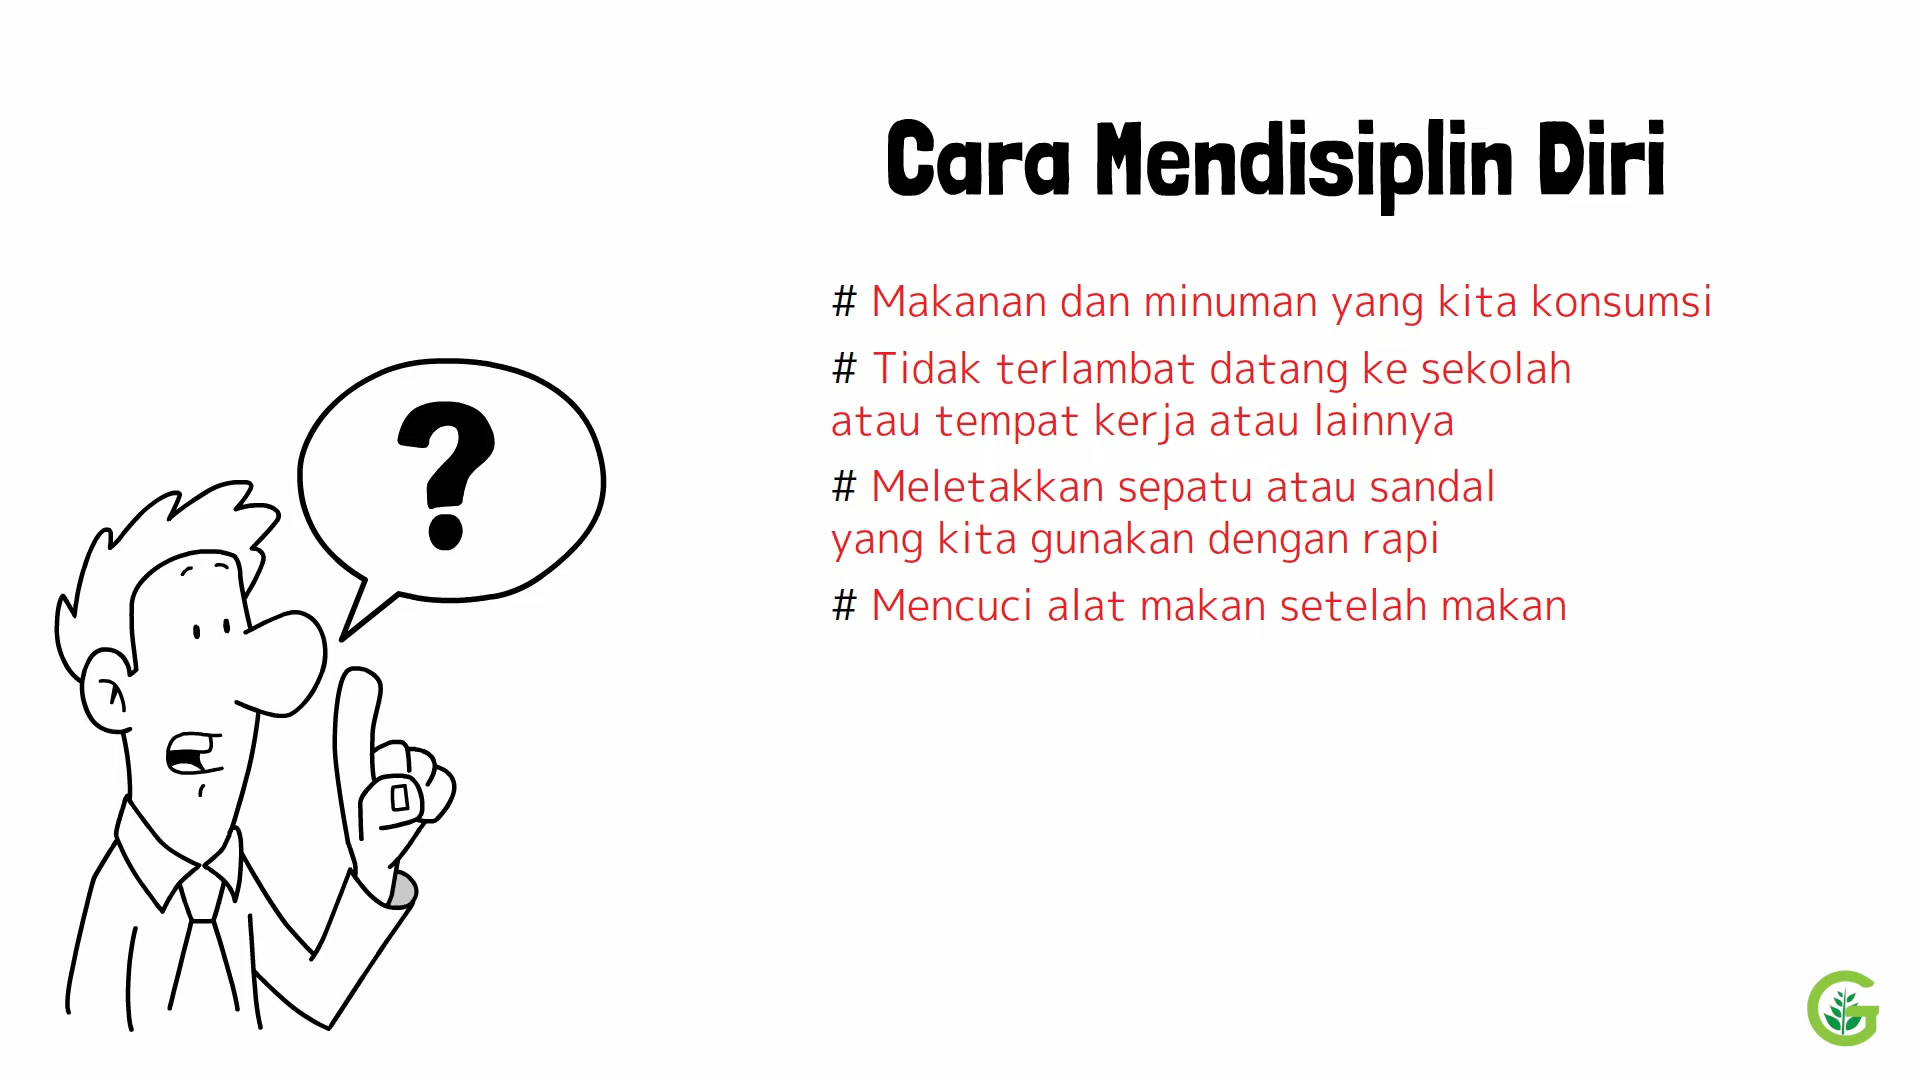 Cara Mendisiplin Diri
# Makanan dan minuman yang kita konsumsi
# Tidak terlambat datang ke sekolah
atau tempat kerja atau lainnya
# Meletakkan sepatu atau sandal
yang kita gunakan dengan rapi
# Mencuci alat makan setelah makan
?
G